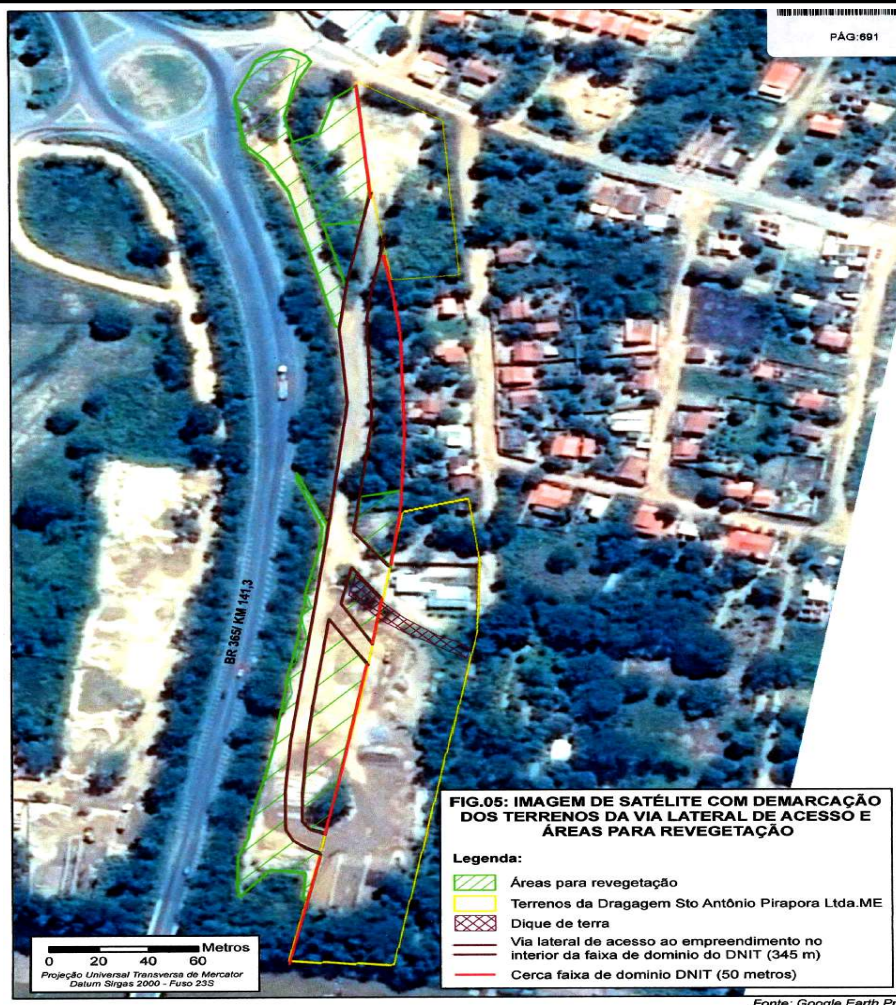 PÁG:691
BR 365/ KM 141,3
FIG.05: IMAGEM DE SATÉLITE COM DEMARCAÇÃO
DOS TERRENOS DA VIA LATERAL DE ACESSO E
ÁREAS PARA REVEGETAÇÃO
Legenda:
Áreas para revegetação
Terrenos da Dragagem Sto Antônio Pirapora Ltda.ME
Dique de terra
Via lateral de acesso ao empreendimento no
interior da faixa de dominio do DNIT (345 m)
Cerca faixa de dominio DNIT (50 metros)
Metros
0 20 40 60
Projeção Universal Transversa de Mercator
Datum Sirgas 2000 - Fuso 23S
Fonte: Google Earth P